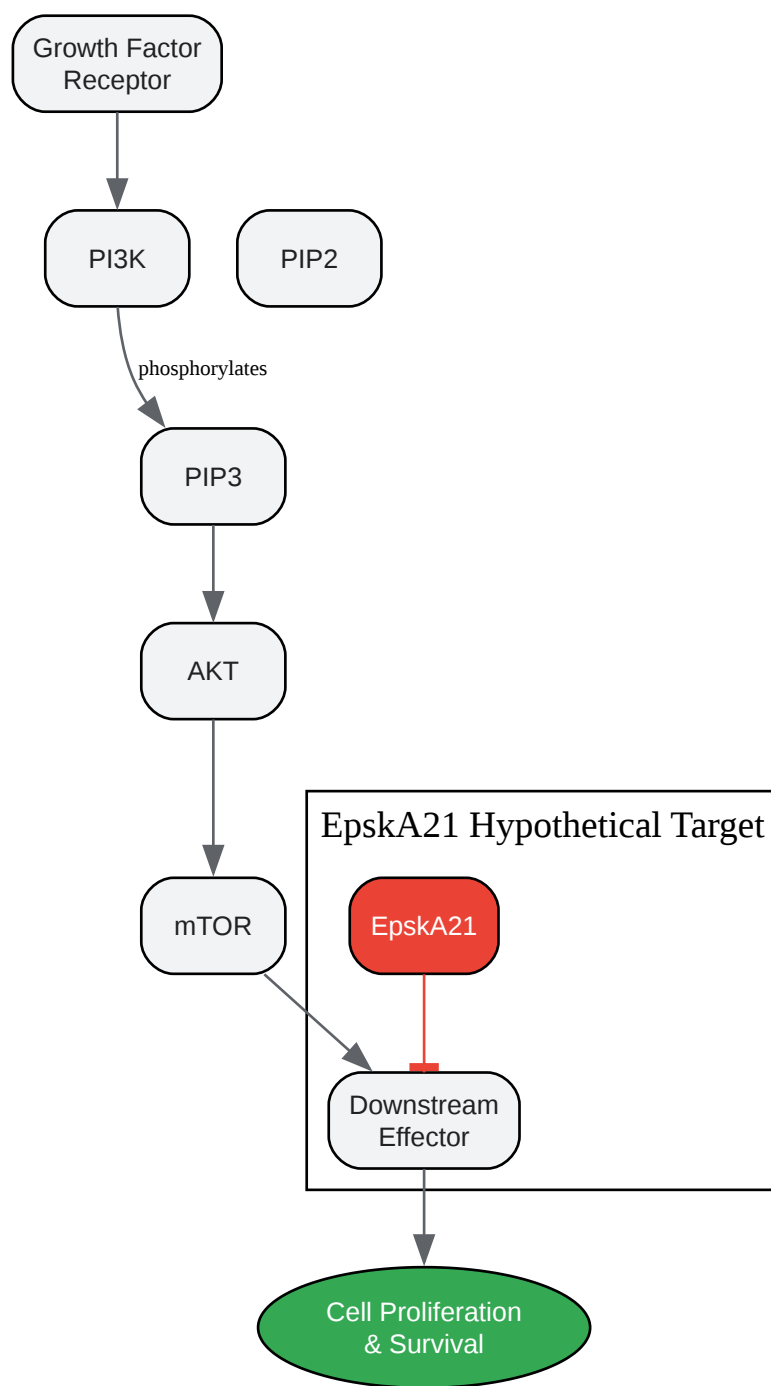 Growth Factor
Receptor
PI3K
PIP2
phosphorylates
PIP3
AKT
EpskA21 Hypothetical Target
mTOR
EpskA21
Downstream
Effector
Cell Proliferation
& Survival